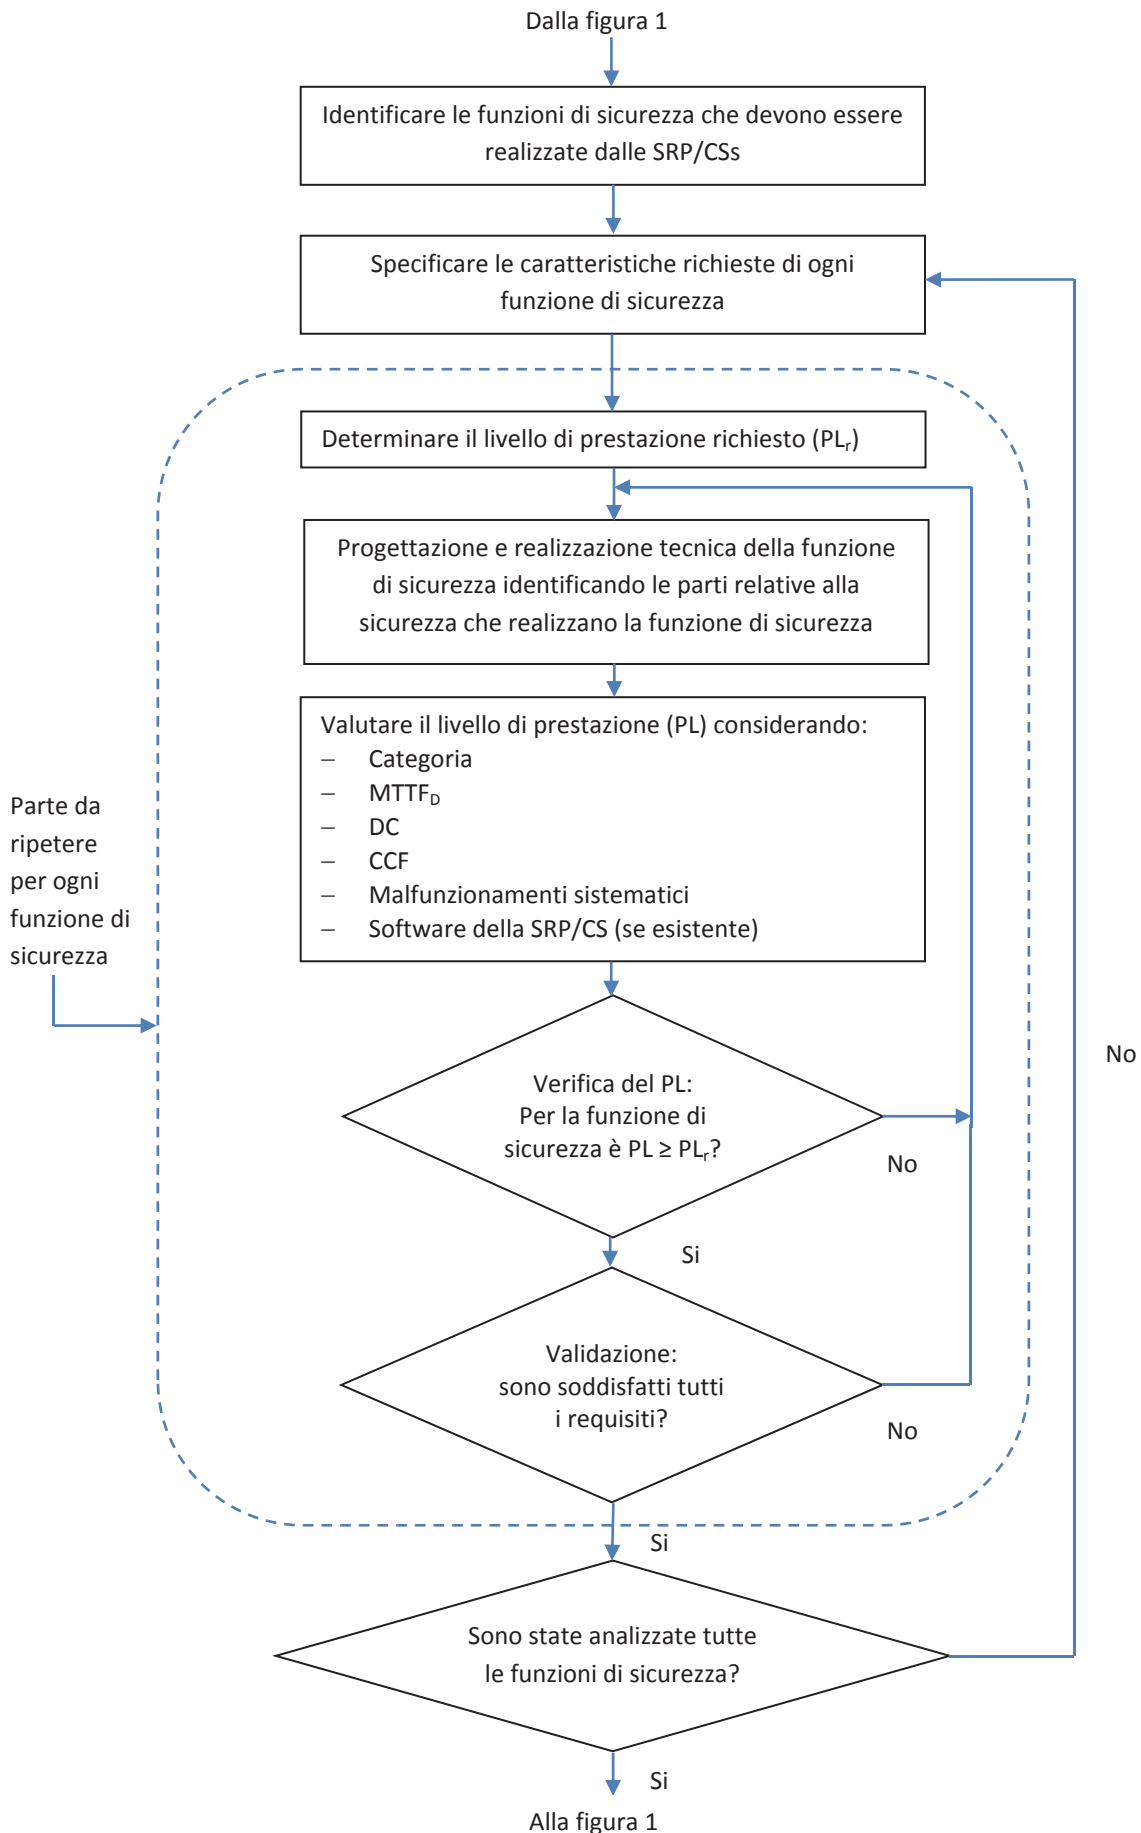 Dalla figura 1
Identificare le funzioni di sicurezza che devono essere
realizzate dalle SRP/CSs
Specificare le caratteristiche richieste di ogni
funzione di sicurezza
Determinare il livello di prestazione richiesto (PLr)
Progettazione e realizzazione tecnica della funzione
di sicurezza identificando le parti relative alla
sicurezza che realizzano la funzione di sicurezza
Valutare il livello di prestazione (PL) considerando:
– Categoria
– MTTFD
– DC
– CCF
– Malfunzionamenti sistematici
– Software della SRP/CS (se esistente)
Parte da
ripetere
per ogni
funzione di
sicurezza
No
Verifica del PL:
Per la funzione di
sicurezza è PL ≥ PLr?
No
Si
Validazione:
sono soddisfatti tutti
i requisiti?
No
Si
Sono state analizzate tutte
le funzioni di sicurezza?
Si
Alla figura 1